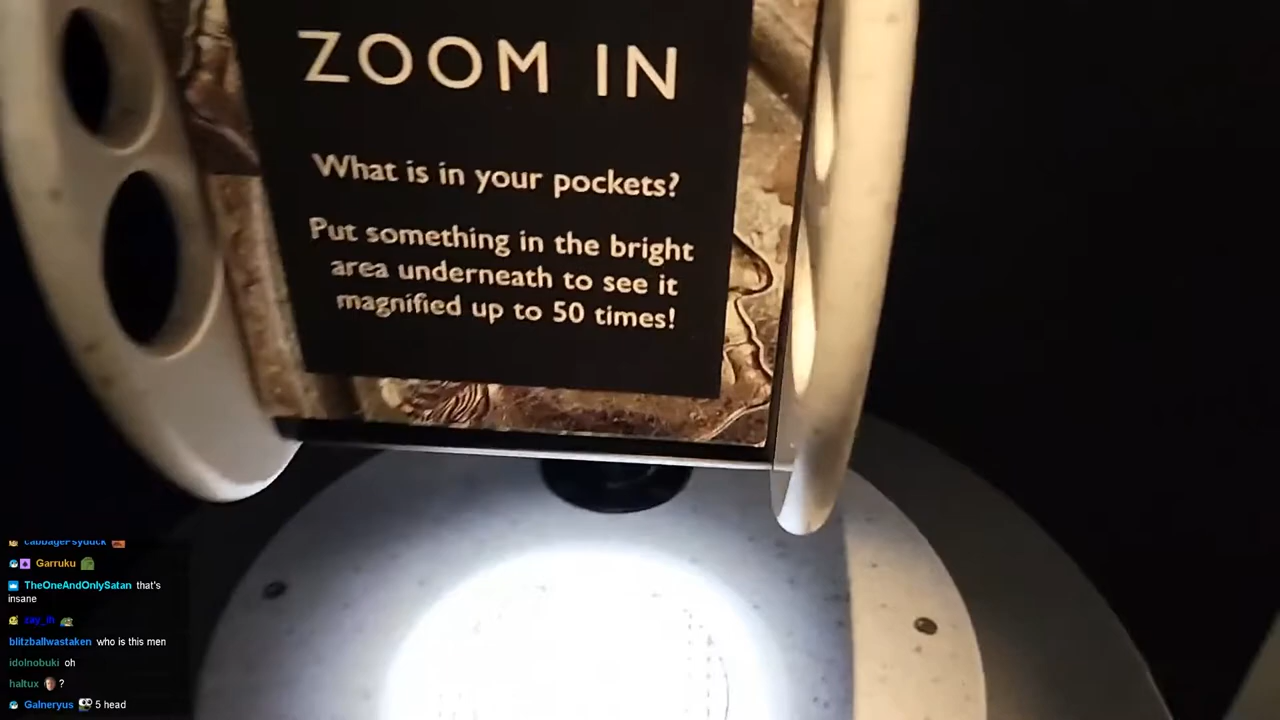 ZOOM IN
What is in your pockets?
Put something in the bright
area underneath to see it
magnified up to 50 times!
cabbagePsyduck
Garruku
TheOneAndOnlySatan that's
insane
blitzballwastaken who is this men
idolnobuki oh
haltux ?
Galneryus 5 head